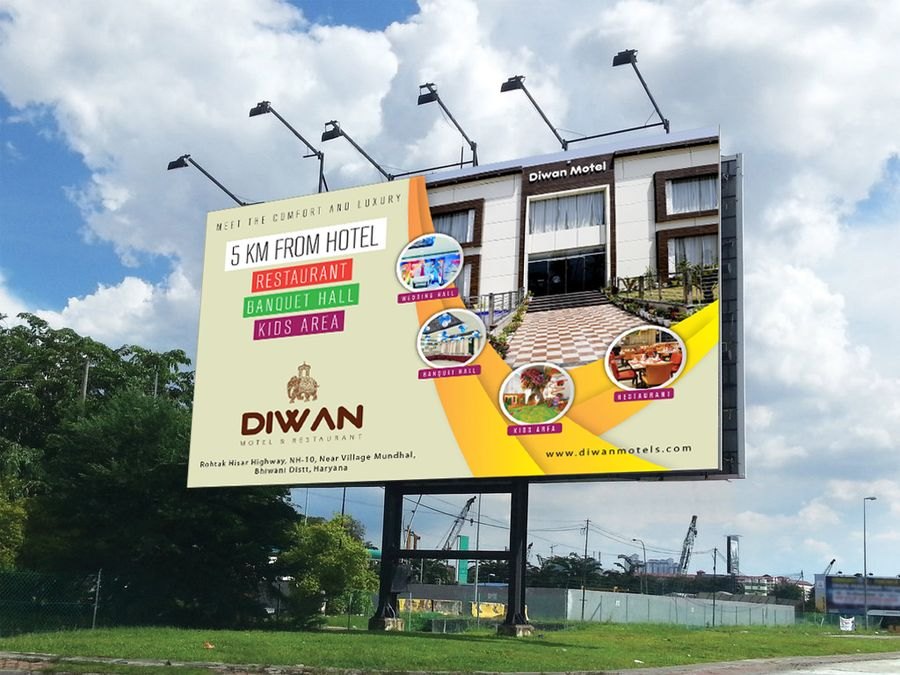 MEET THE COMFORT AND LUXURY
5 KM FROM HOTEL
RESTAURANT
BANQUET HALL
KIDS AREA
DIWAN
MOTEL & RESTAURANT
Rohtak Hisar Highway, NH-10, Near Village Mundhal,
Bhiwani Distt, Haryana
Diwan Motel
WEDDING HALL
BANQUET HALL
KIDS AREA
RESTAURANT
www.diwanmotels.com